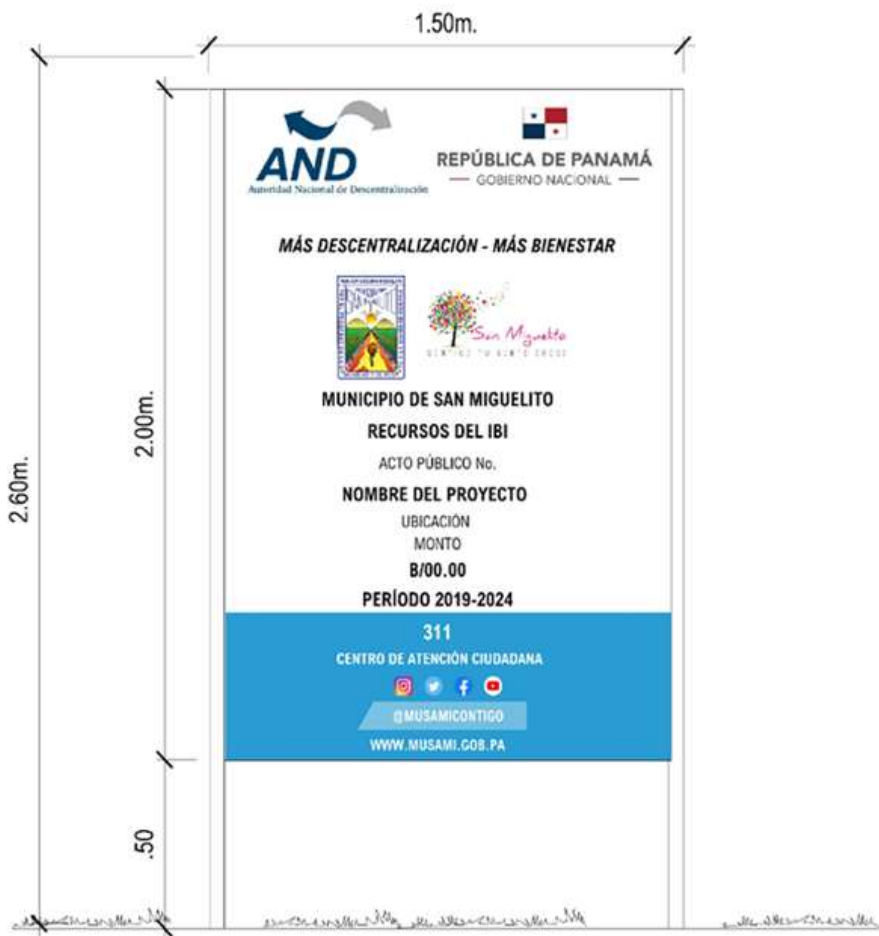 1.50m.
AND
Autoridad Nacional de Descentralización
REPÚBLICA DE PANAMÁ
GOBIERNO NACIONAL
MÁS DESCENTRALIZACIÓN - MÁS BIENESTAR
San Miguelito
MUNICIPIO DE SAN MIGUELITO
RECURSOS DEL IBI
ACTO PÚBLICO No.
NOMBRE DEL PROYECTO
UBICACIÓN
MONTO
B/00.00
PERÍODO 2019-2024
311
CENTRO DE ATENCIÓN CIUDADANA
@MUSAMICONTIGO
WWW.MUSAMI.GOB.PA
2.00m.
2.60m.
.50